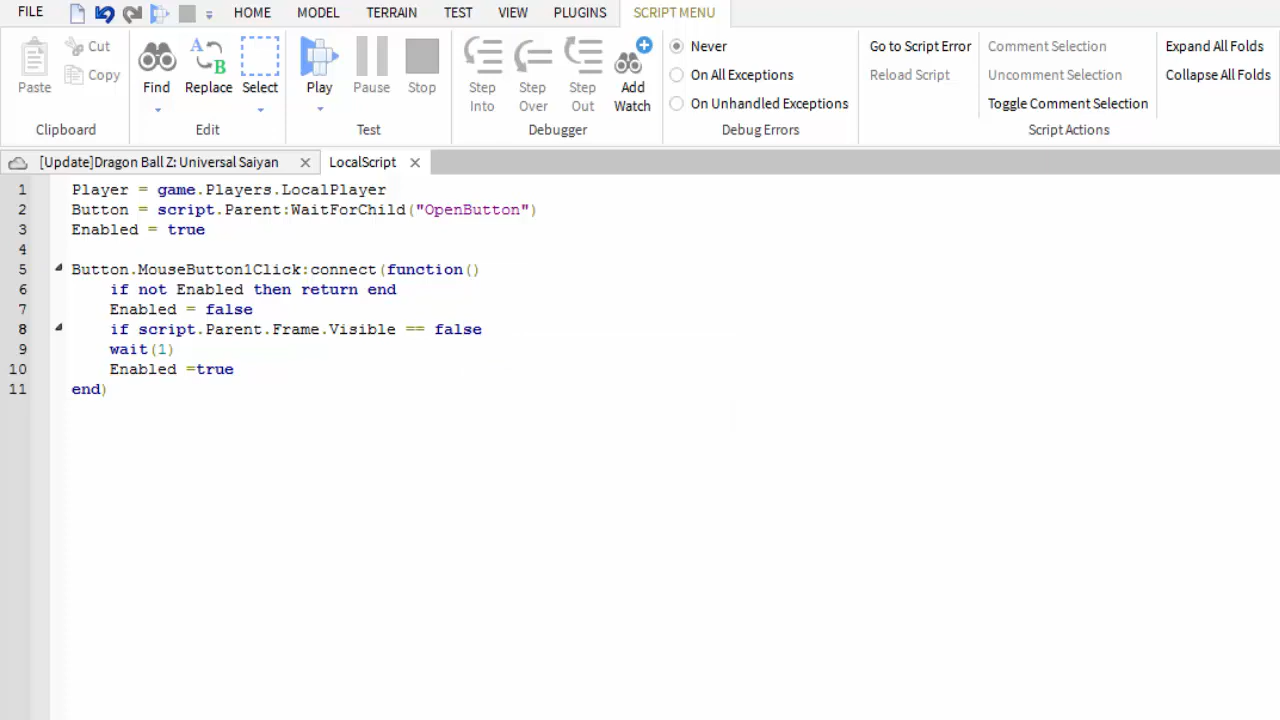 FILE HOME MODEL TERRAIN TEST VIEW PLUGINS SCRIPT MENU
Paste Cut Copy
Clipboard
Find Replace Select
Edit
Play Pause Stop
Test
Step Into Step Over Step Out Add Watch
Debugger
Never
On All Exceptions
On Unhandled Exceptions
Debug Errors
Go to Script Error
Reload Script
Comment Selection
Uncomment Selection
Toggle Comment Selection
Expand All Folds
Collapse All Folds
Script Actions
[Update]Dragon Ball Z: Universal Saiyan LocalScript
1 Player = game.Players.LocalPlayer
2 Button = script.Parent:WaitForChild("OpenButton")
3 Enabled = true
4
5 Button.MouseButton1Click:connect(function()
6 if not Enabled then return end
7 Enabled = false
8 if script.Parent.Frame.Visible == false
9 wait(1)
10 Enabled =true
11 end)